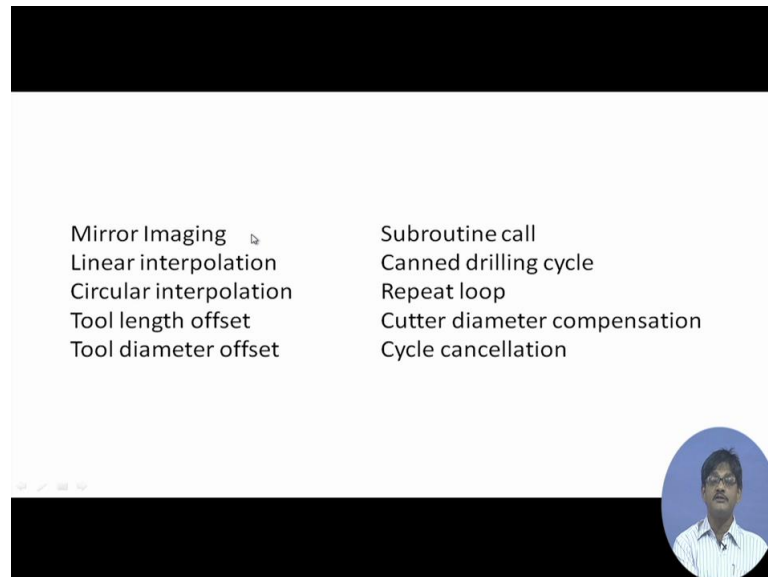 Mirror Imaging
Linear interpolation
Circular interpolation
Tool length offset
Tool diameter offset
Subroutine call
Canned drilling cycle
Repeat loop
Cutter diameter compensation
Cycle cancellation